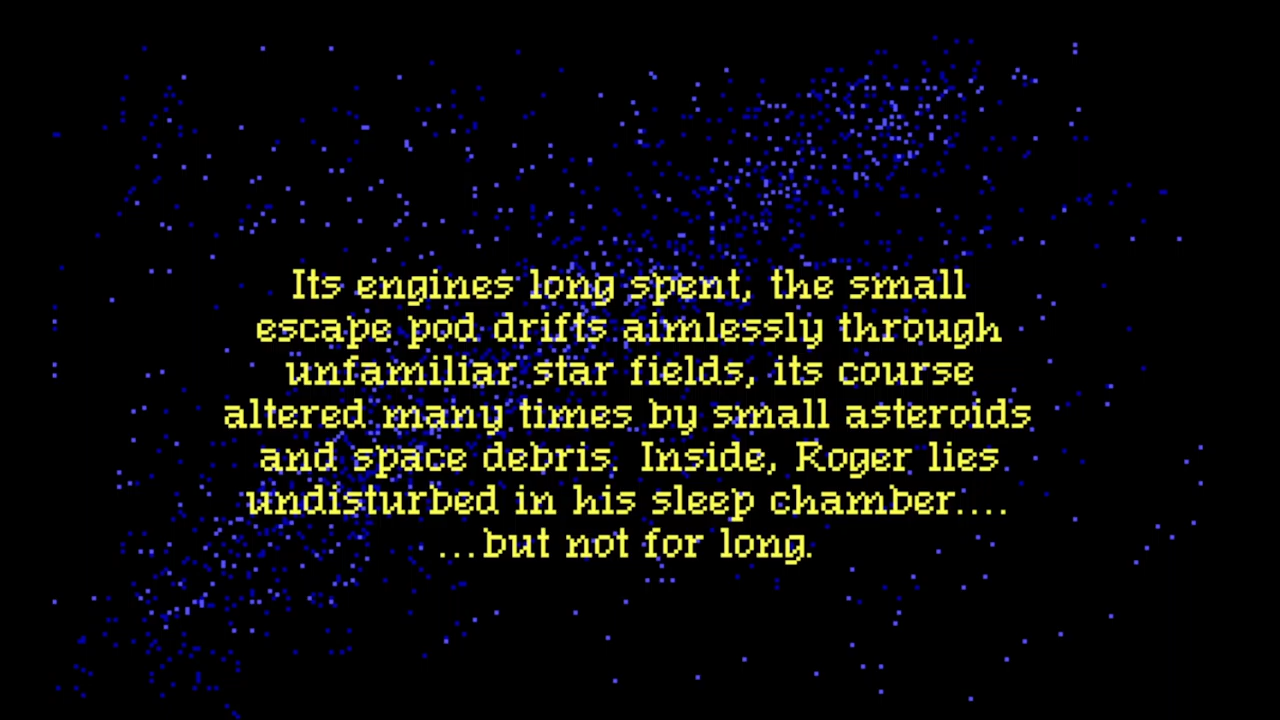 Its engines long spent, the small
escape pod drifts aimlessly through
unfamiliar star fields, its course
altered many times by small asteroids
and space debris. Inside, Roger lies
undisturbed in his sleep chamber....
...but not for long.